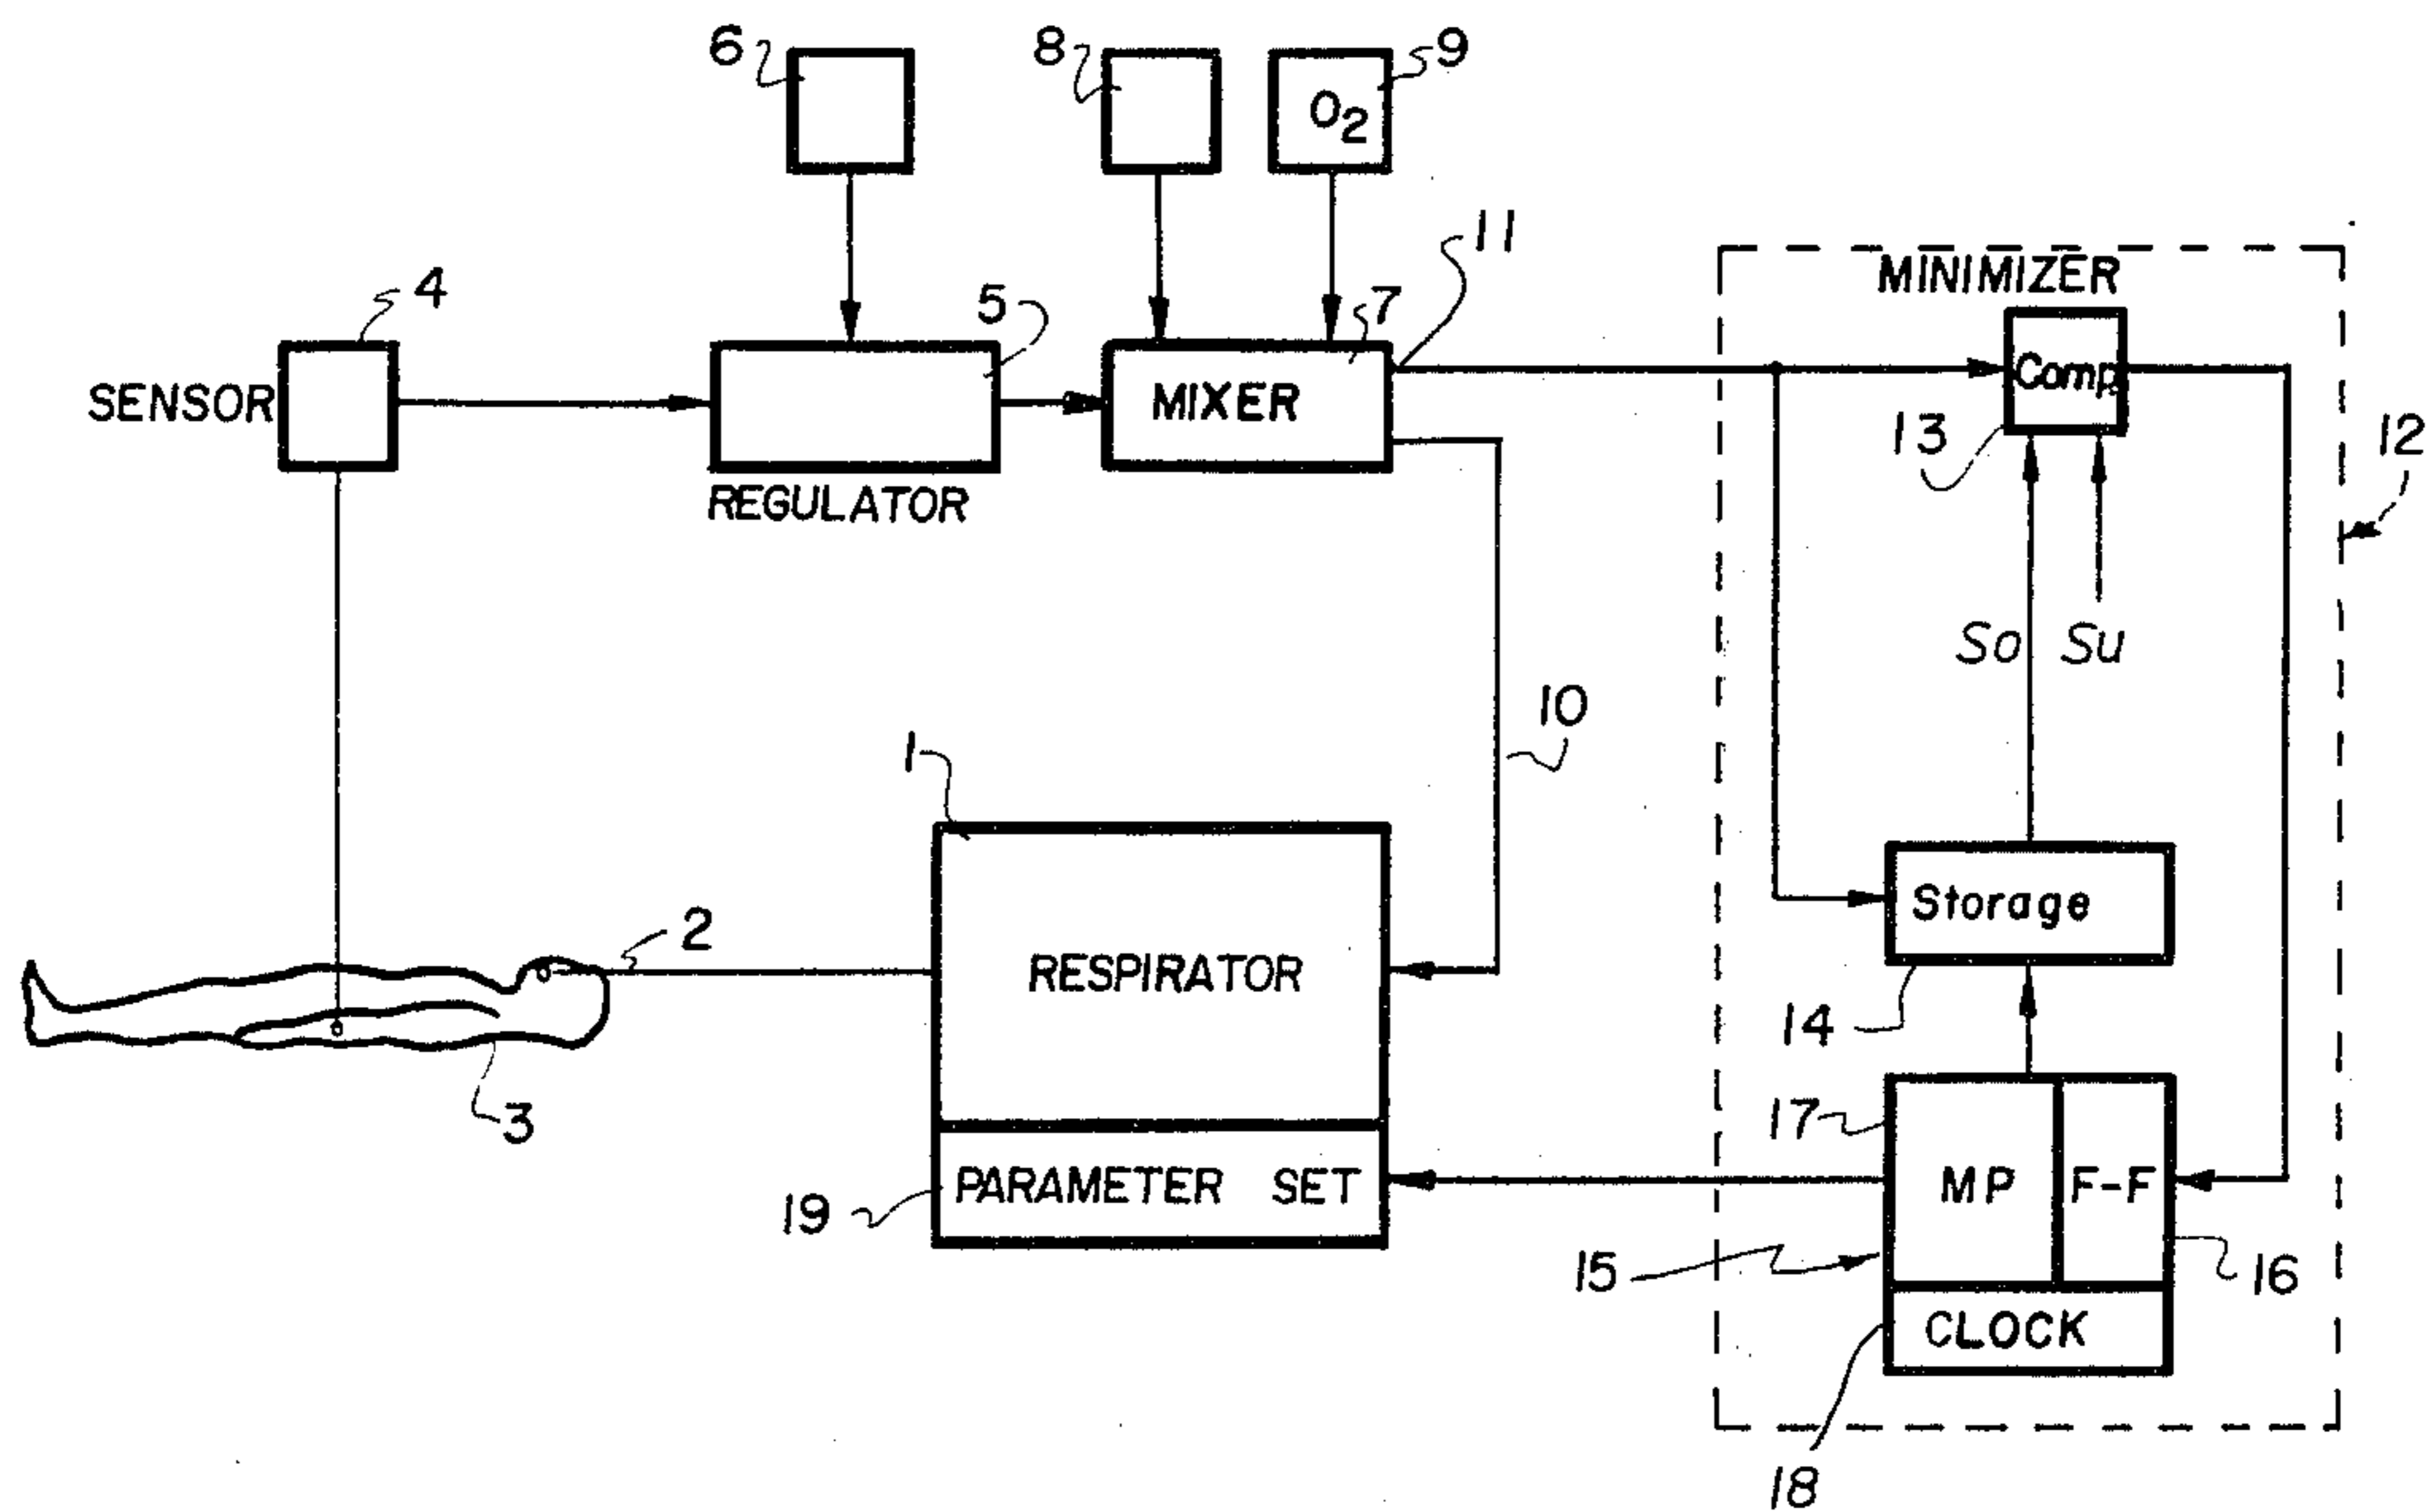 6
8
9
O2
11
MINIMIZER
4
5
7
SENSOR
MIXER
Comp
13
12
REGULATOR
So
Su
10
1
2
RESPIRATOR
Storage
14
3
17
MP
F-F
PARAMETER SET
19
15
16
CLOCK
18